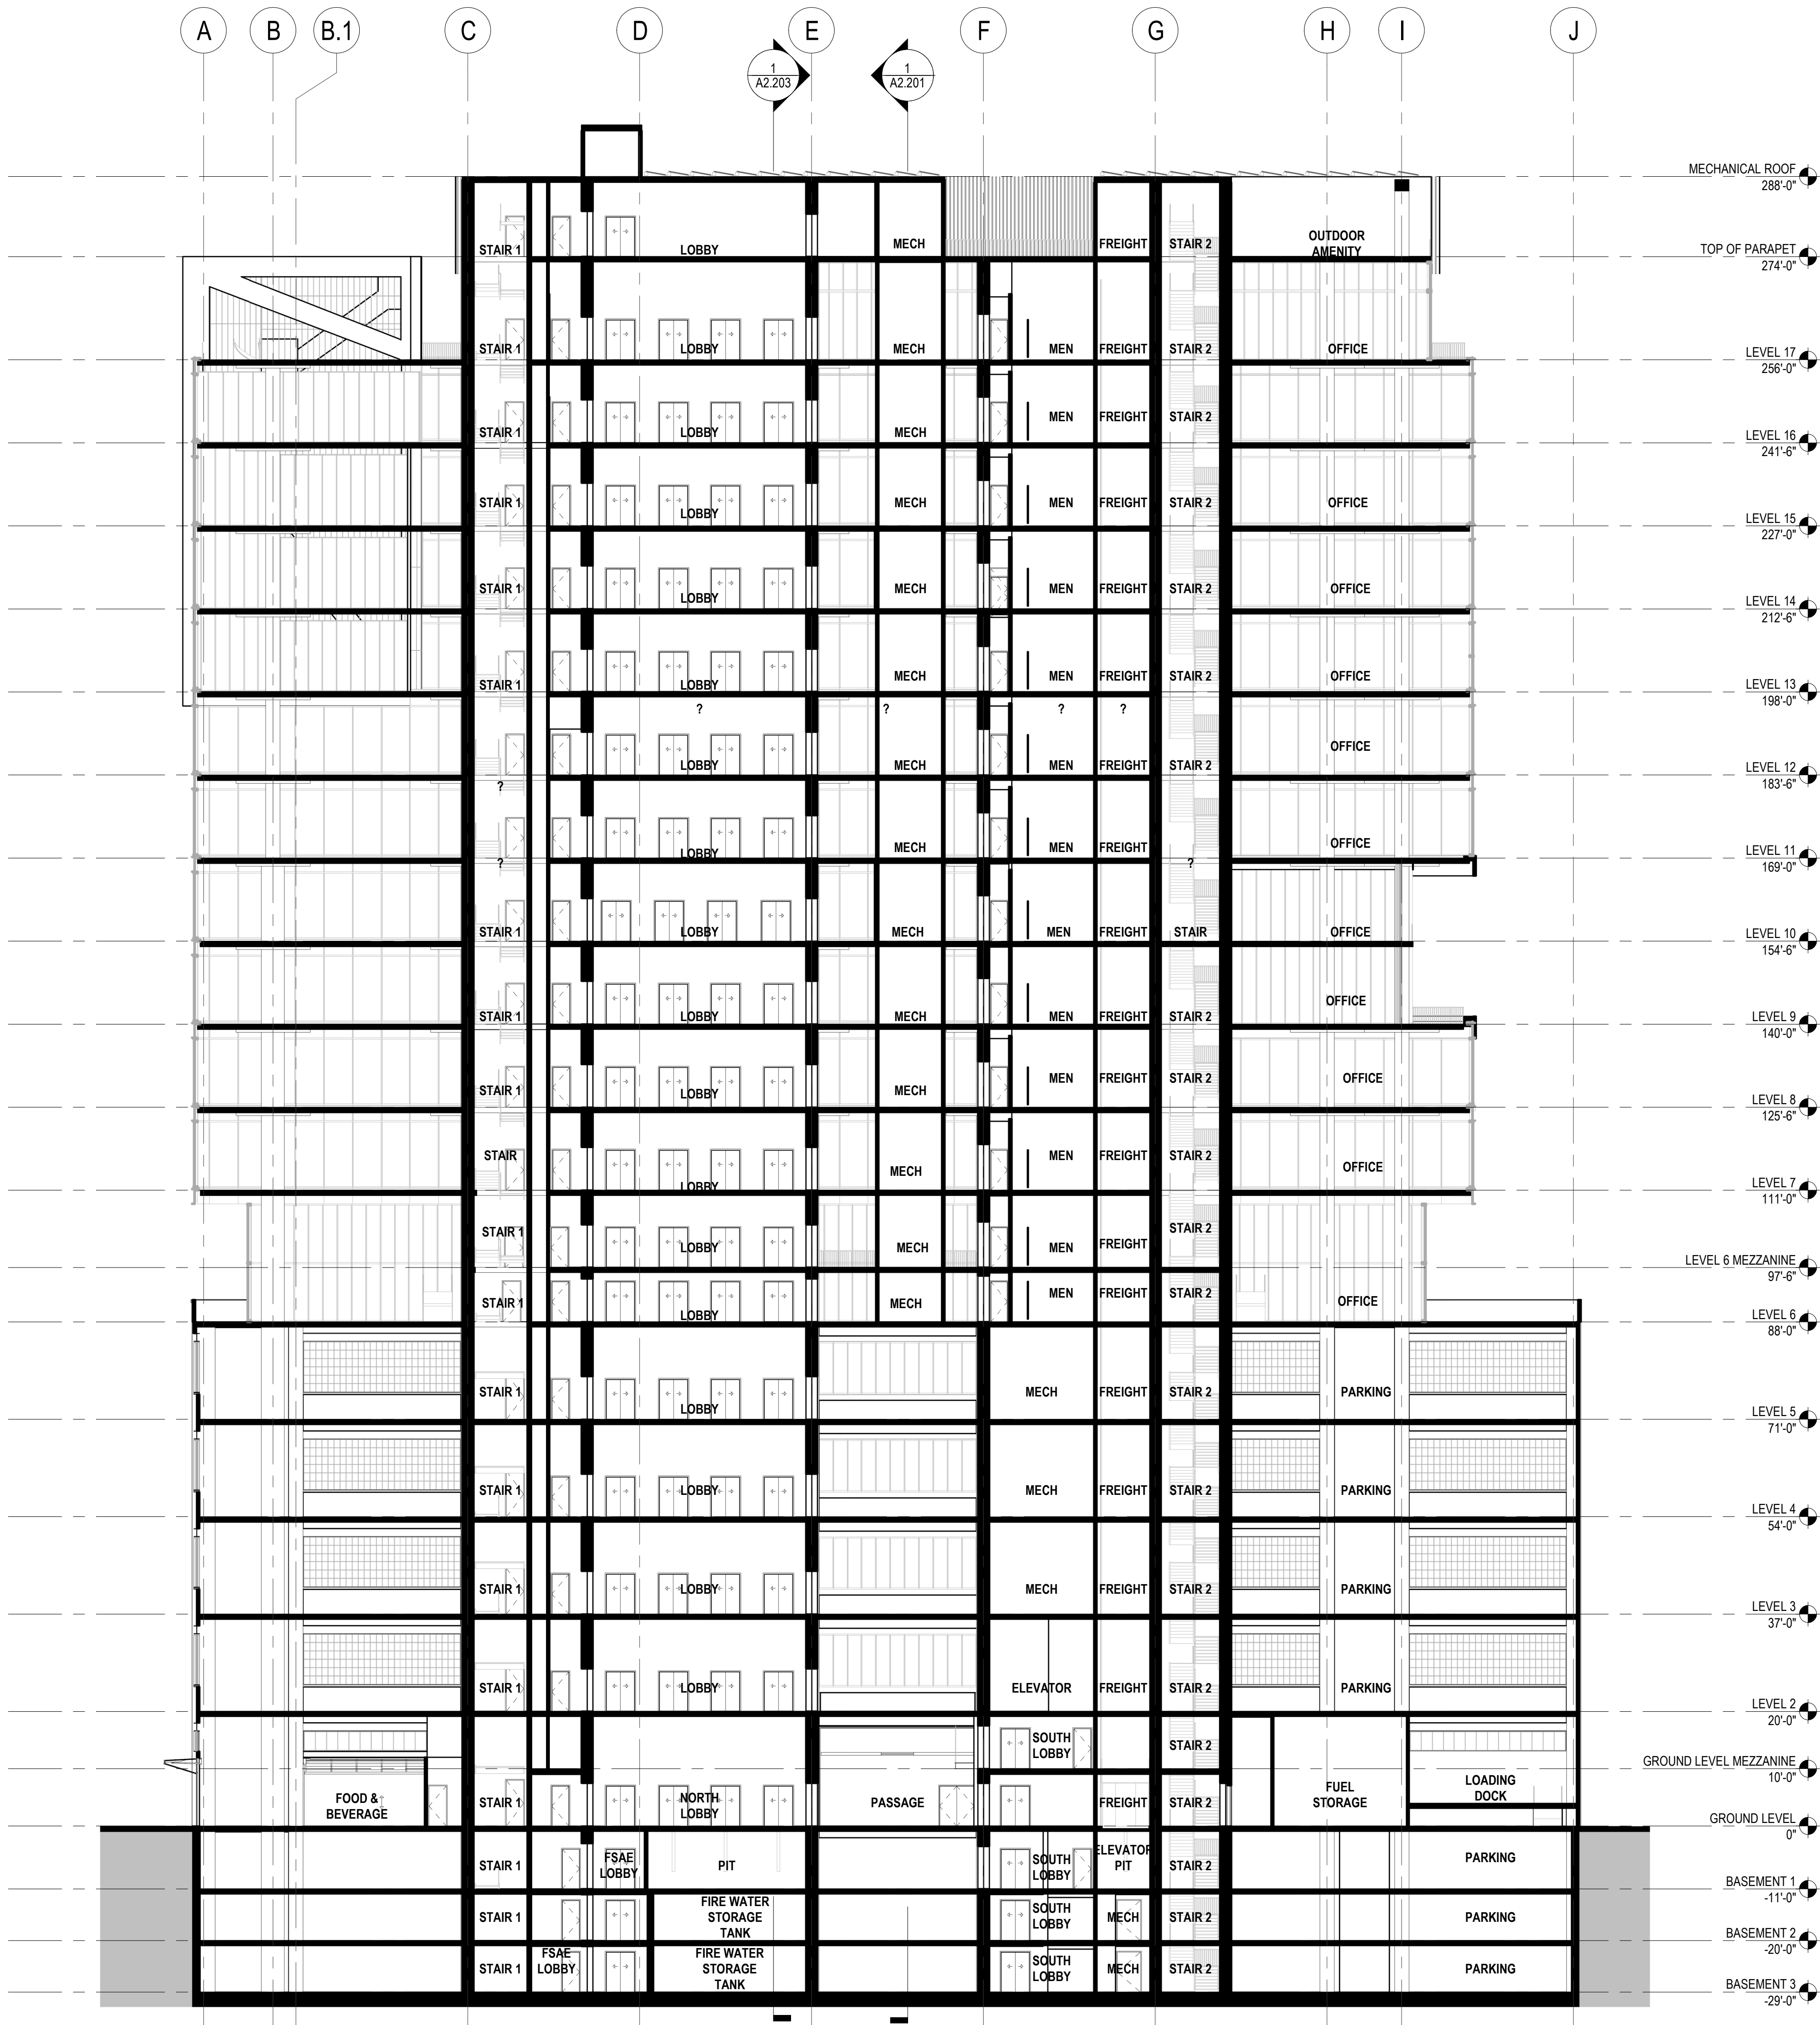 A B B.1 C D E F G H I J
1
A2.203
1
A2.201
MECHANICAL ROOF
288'-0"
STAIR 1 LOBBY MECH FREIGHT STAIR 2 OUTDOOR
AMENITY
TOP OF PARAPET
274'-0"
STAIR 1 LOBBY MECH MEN FREIGHT STAIR 2 OFFICE
LEVEL 17
256'-0"
STAIR 1 LOBBY MECH MEN FREIGHT STAIR 2 OFFICE
LEVEL 16
241'-6"
STAIR 1 LOBBY MECH MEN FREIGHT STAIR 2 OFFICE
LEVEL 15
227'-0"
STAIR 1 LOBBY MECH MEN FREIGHT STAIR 2 OFFICE
LEVEL 14
212'-6"
STAIR 1 LOBBY MECH MEN FREIGHT STAIR 2 OFFICE
LEVEL 13
198'-0"
? ? ? ?
LOBBY MECH MEN FREIGHT STAIR 2 OFFICE
LEVEL 12
183'-6"
?
LOBBY MECH MEN FREIGHT OFFICE
LEVEL 11
169'-0"
? ?
STAIR 1 LOBBY MECH MEN FREIGHT STAIR OFFICE
LEVEL 10
154'-6"
STAIR 1 LOBBY MECH MEN FREIGHT STAIR 2 OFFICE
LEVEL 9
140'-0"
STAIR 1 LOBBY MECH MEN FREIGHT STAIR 2 OFFICE
LEVEL 8
125'-6"
STAIR LOBBY MECH MEN FREIGHT STAIR 2 OFFICE
LEVEL 7
111'-0"
STAIR 1 LOBBY MECH MEN FREIGHT STAIR 2
LEVEL 6 MEZZANINE
97'-6"
STAIR 1 LOBBY MECH MEN FREIGHT STAIR 2 OFFICE
LEVEL 6
88'-0"
STAIR 1 LOBBY MECH FREIGHT STAIR 2 PARKING
LEVEL 5
71'-0"
STAIR 1 LOBBY MECH FREIGHT STAIR 2 PARKING
LEVEL 4
54'-0"
STAIR 1 LOBBY MECH FREIGHT STAIR 2 PARKING
LEVEL 3
37'-0"
STAIR 1 LOBBY ELEVATOR FREIGHT STAIR 2 PARKING
LEVEL 2
20'-0"
SOUTH
LOBBY
STAIR 2
GROUND LEVEL MEZZANINE
10'-0"
FOOD &
BEVERAGE
STAIR 1
NORTH
LOBBY
PASSAGE FREIGHT STAIR 2
FUEL
STORAGE
LOADING
DOCK
GROUND LEVEL
0"
STAIR 1
FSAE
LOBBY
PIT
SOUTH
LOBBY
ELEVATOR
PIT
STAIR 2 PARKING
BASEMENT 1
-11'-0"
STAIR 1
FIRE WATER
STORAGE
TANK
SOUTH
LOBBY
MECH STAIR 2 PARKING
BASEMENT 2
-20'-0"
STAIR 1
FSAE
LOBBY
FIRE WATER
STORAGE
TANK
SOUTH
LOBBY
MECH STAIR 2 PARKING
BASEMENT 3
-29'-0"